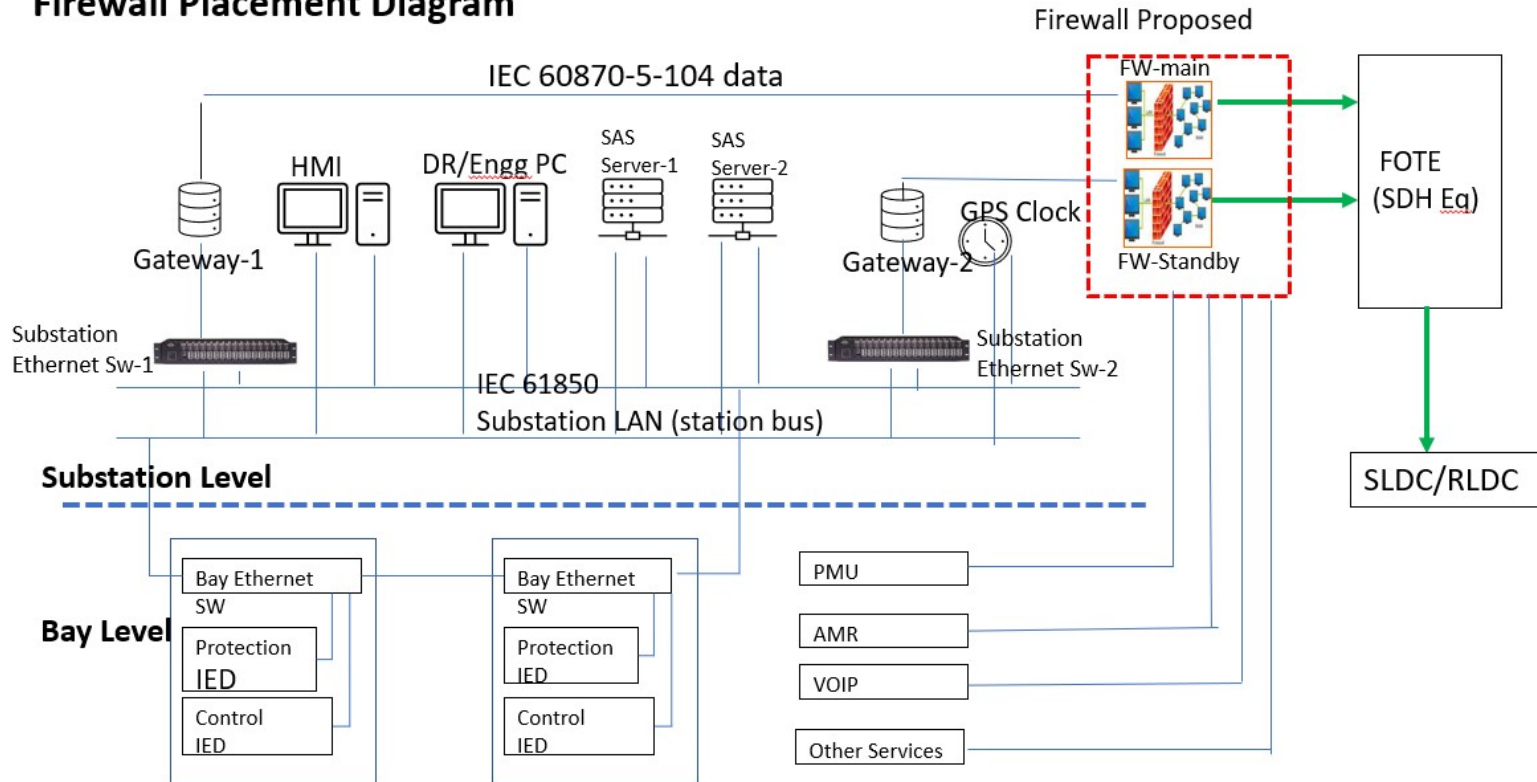 Firewall Placement Diagram
Firewall Proposed
IEC 60870-5-104 data
FW-main
SAS
Server-1
SAS
Server-2
HMI
DR/Engg PC
FOTE
(SDH Eq)
GPS Clock
Gateway-1
Gateway-2
FW-Standby
Substation
Ethernet Sw-1
Substation
Ethernet Sw-2
IEC 61850
Substation LAN (station bus)
Substation Level
SLDC/RLDC
Bay Ethernet
SW
Bay Ethernet
SW
PMU
Bay Level
Protection
IED
Protection
IED
AMR
VOIP
Control
IED
Control
IED
Other Services